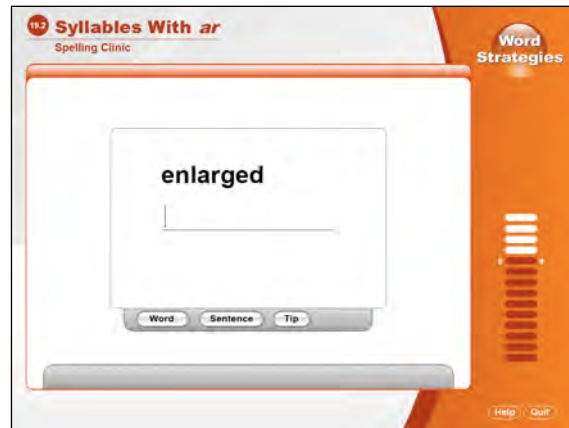 19.2 Syllables With ar
Spelling Clinic
Word
Strategies
enlarged
Word Sentence Tip
Help Quit